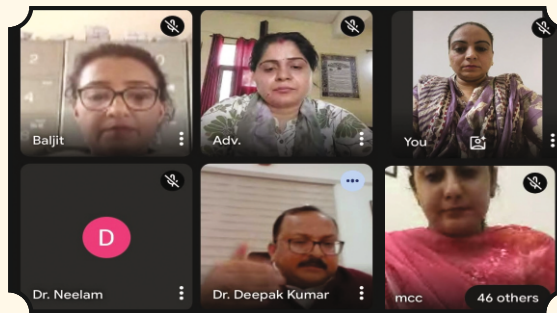 Baljit
Adv.
You
D
Dr. Neelam
Dr. Deepak Kumar
mcc
46 others